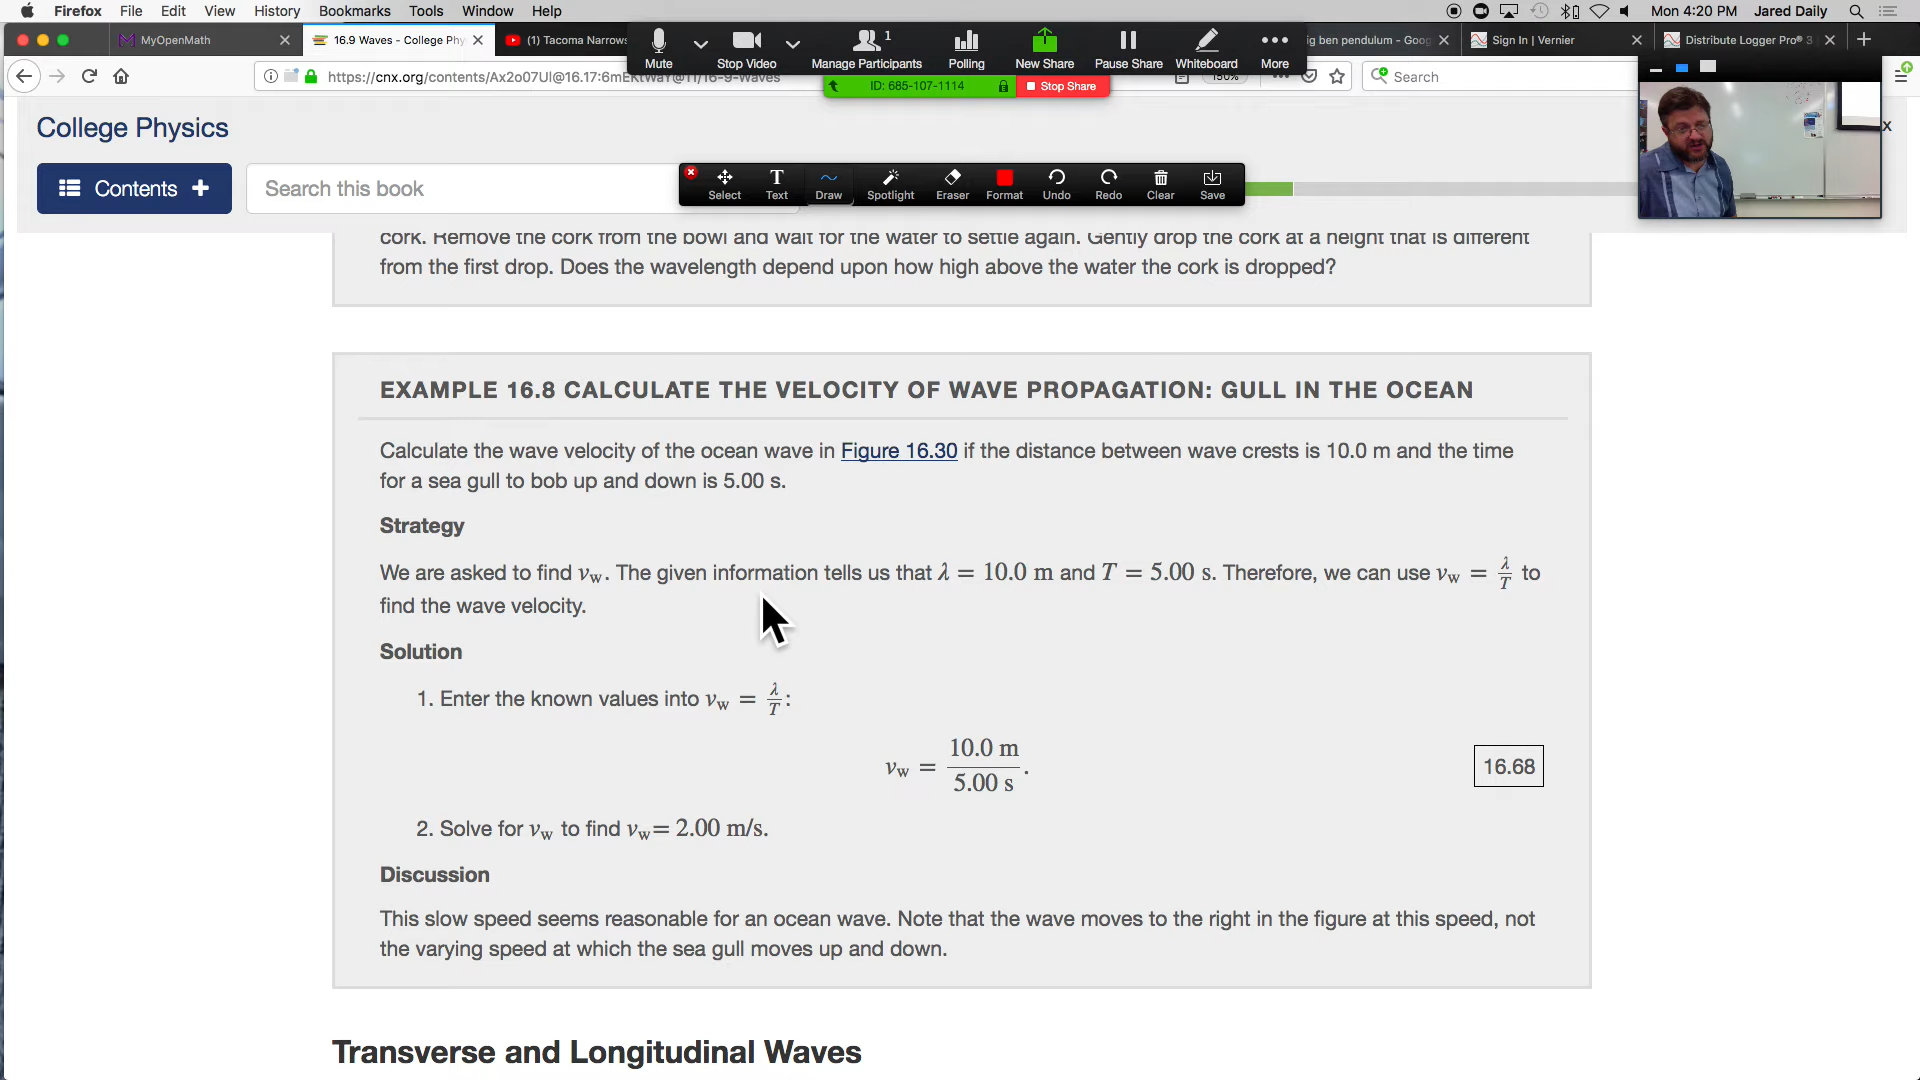 Firefox File Edit View History Bookmarks Tools Window Help Mon 4:20 PM Jared Daily
MyOpenMath
16.9 Waves - College Phy
(1) Tacoma Narrows
ig ben pendulum - Goog
Sign In | Vernier
Distribute Logger Pro® 3
Mute
Stop Video
1
Manage Participants
Polling
New Share
Pause Share
Whiteboard
More
https://cnx.org/contents/Ax2o07Ul@16.17:6mEKtWaY@11/16-9-Waves
150%
Search
ID: 685-107-1114
Stop Share
College Physics
x
Contents +
Search this book
Select
Text
Draw
Spotlight
Eraser
Format
Undo
Redo
Clear
Save
cork. Remove the cork from the bowl and wait for the water to settle again. Gently drop the cork at a height that is different
from the first drop. Does the wavelength depend upon how high above the water the cork is dropped?
EXAMPLE 16.8 CALCULATE THE VELOCITY OF WAVE PROPAGATION: GULL IN THE OCEAN
Calculate the wave velocity of the ocean wave in Figure 16.30 if the distance between wave crests is 10.0 m and the time
for a sea gull to bob up and down is 5.00 s.
Strategy
We are asked to find v_w. The given information tells us that λ = 10.0 m and T = 5.00 s. Therefore, we can use v_w = λ/T to
find the wave velocity.
Solution
1. Enter the known values into v_w = λ/T:
v_w = 10.0 m / 5.00 s.
16.68
2. Solve for v_w to find v_w = 2.00 m/s.
Discussion
This slow speed seems reasonable for an ocean wave. Note that the wave moves to the right in the figure at this speed, not
the varying speed at which the sea gull moves up and down.
Transverse and Longitudinal Waves